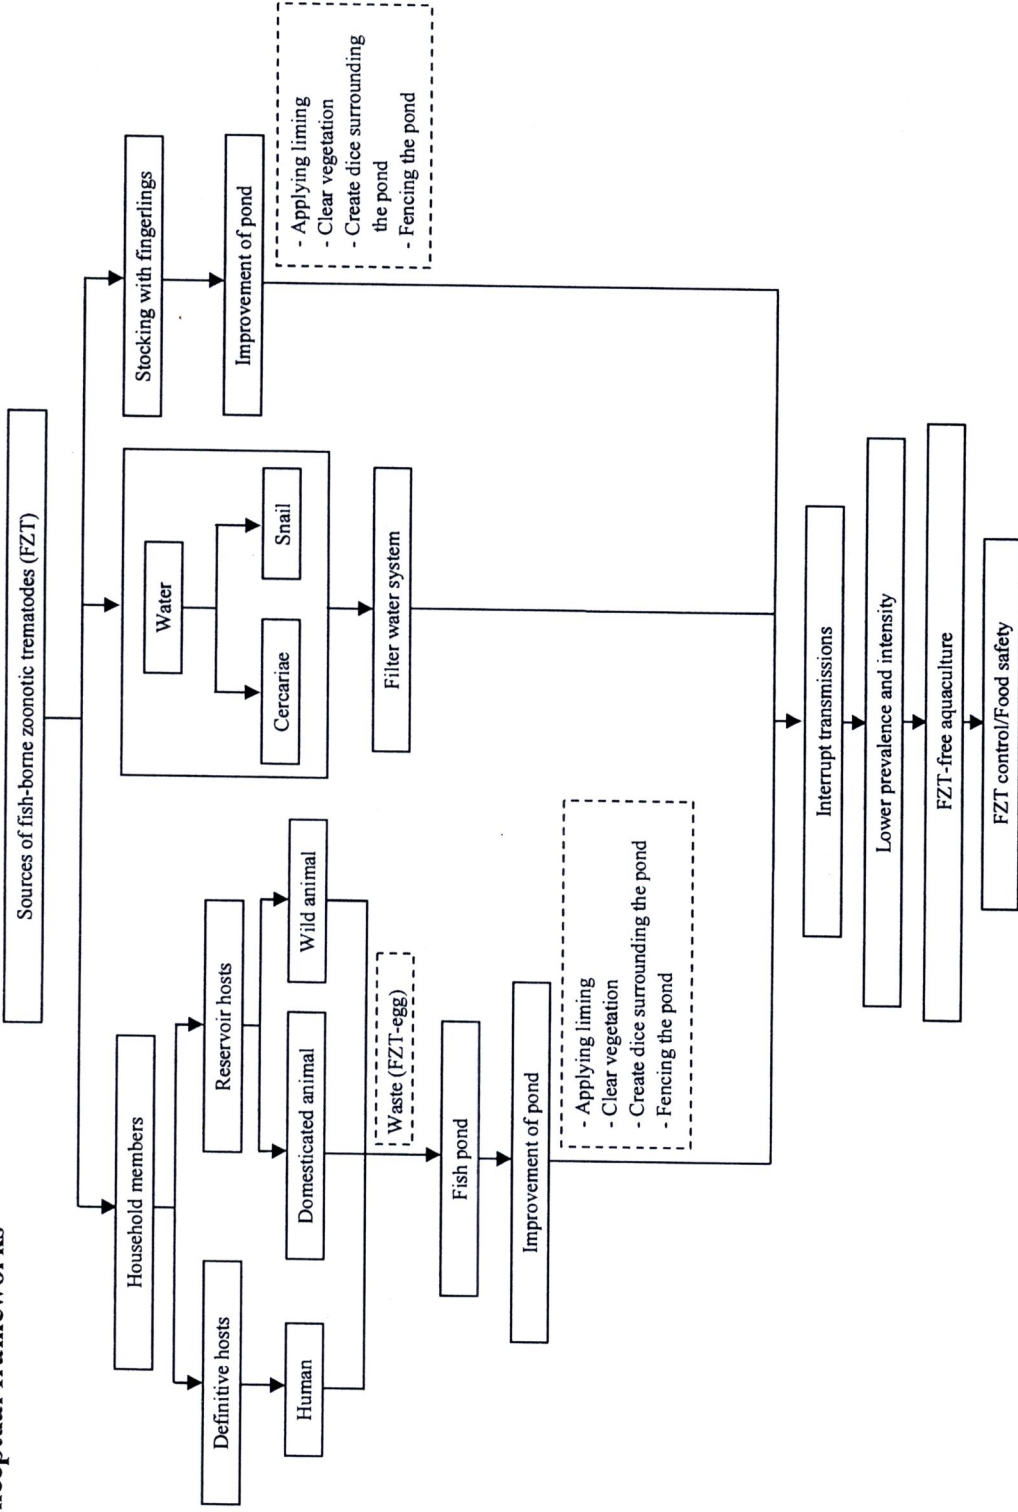 Sources of fish-borne zoonotic trematodes (FZT)
Household members
Definitive hosts
Human
Reservoir hosts
Domesticated animal
Wild animal
Waste (FZT-egg)
Fish pond
Improvement of pond
- Applying liming
- Clear vegetation
- Create dice surrounding the pond
- Fencing the pond
Water
Cercariae
Snail
Filter water system
Stocking with fingerlings
Improvement of pond
- Applying liming
- Clear vegetation
- Create dice surrounding
the pond
- Fencing the pond
Interrupt transmissions
Lower prevalence and intensity
FZT-free aquaculture
FZT control/Food safety